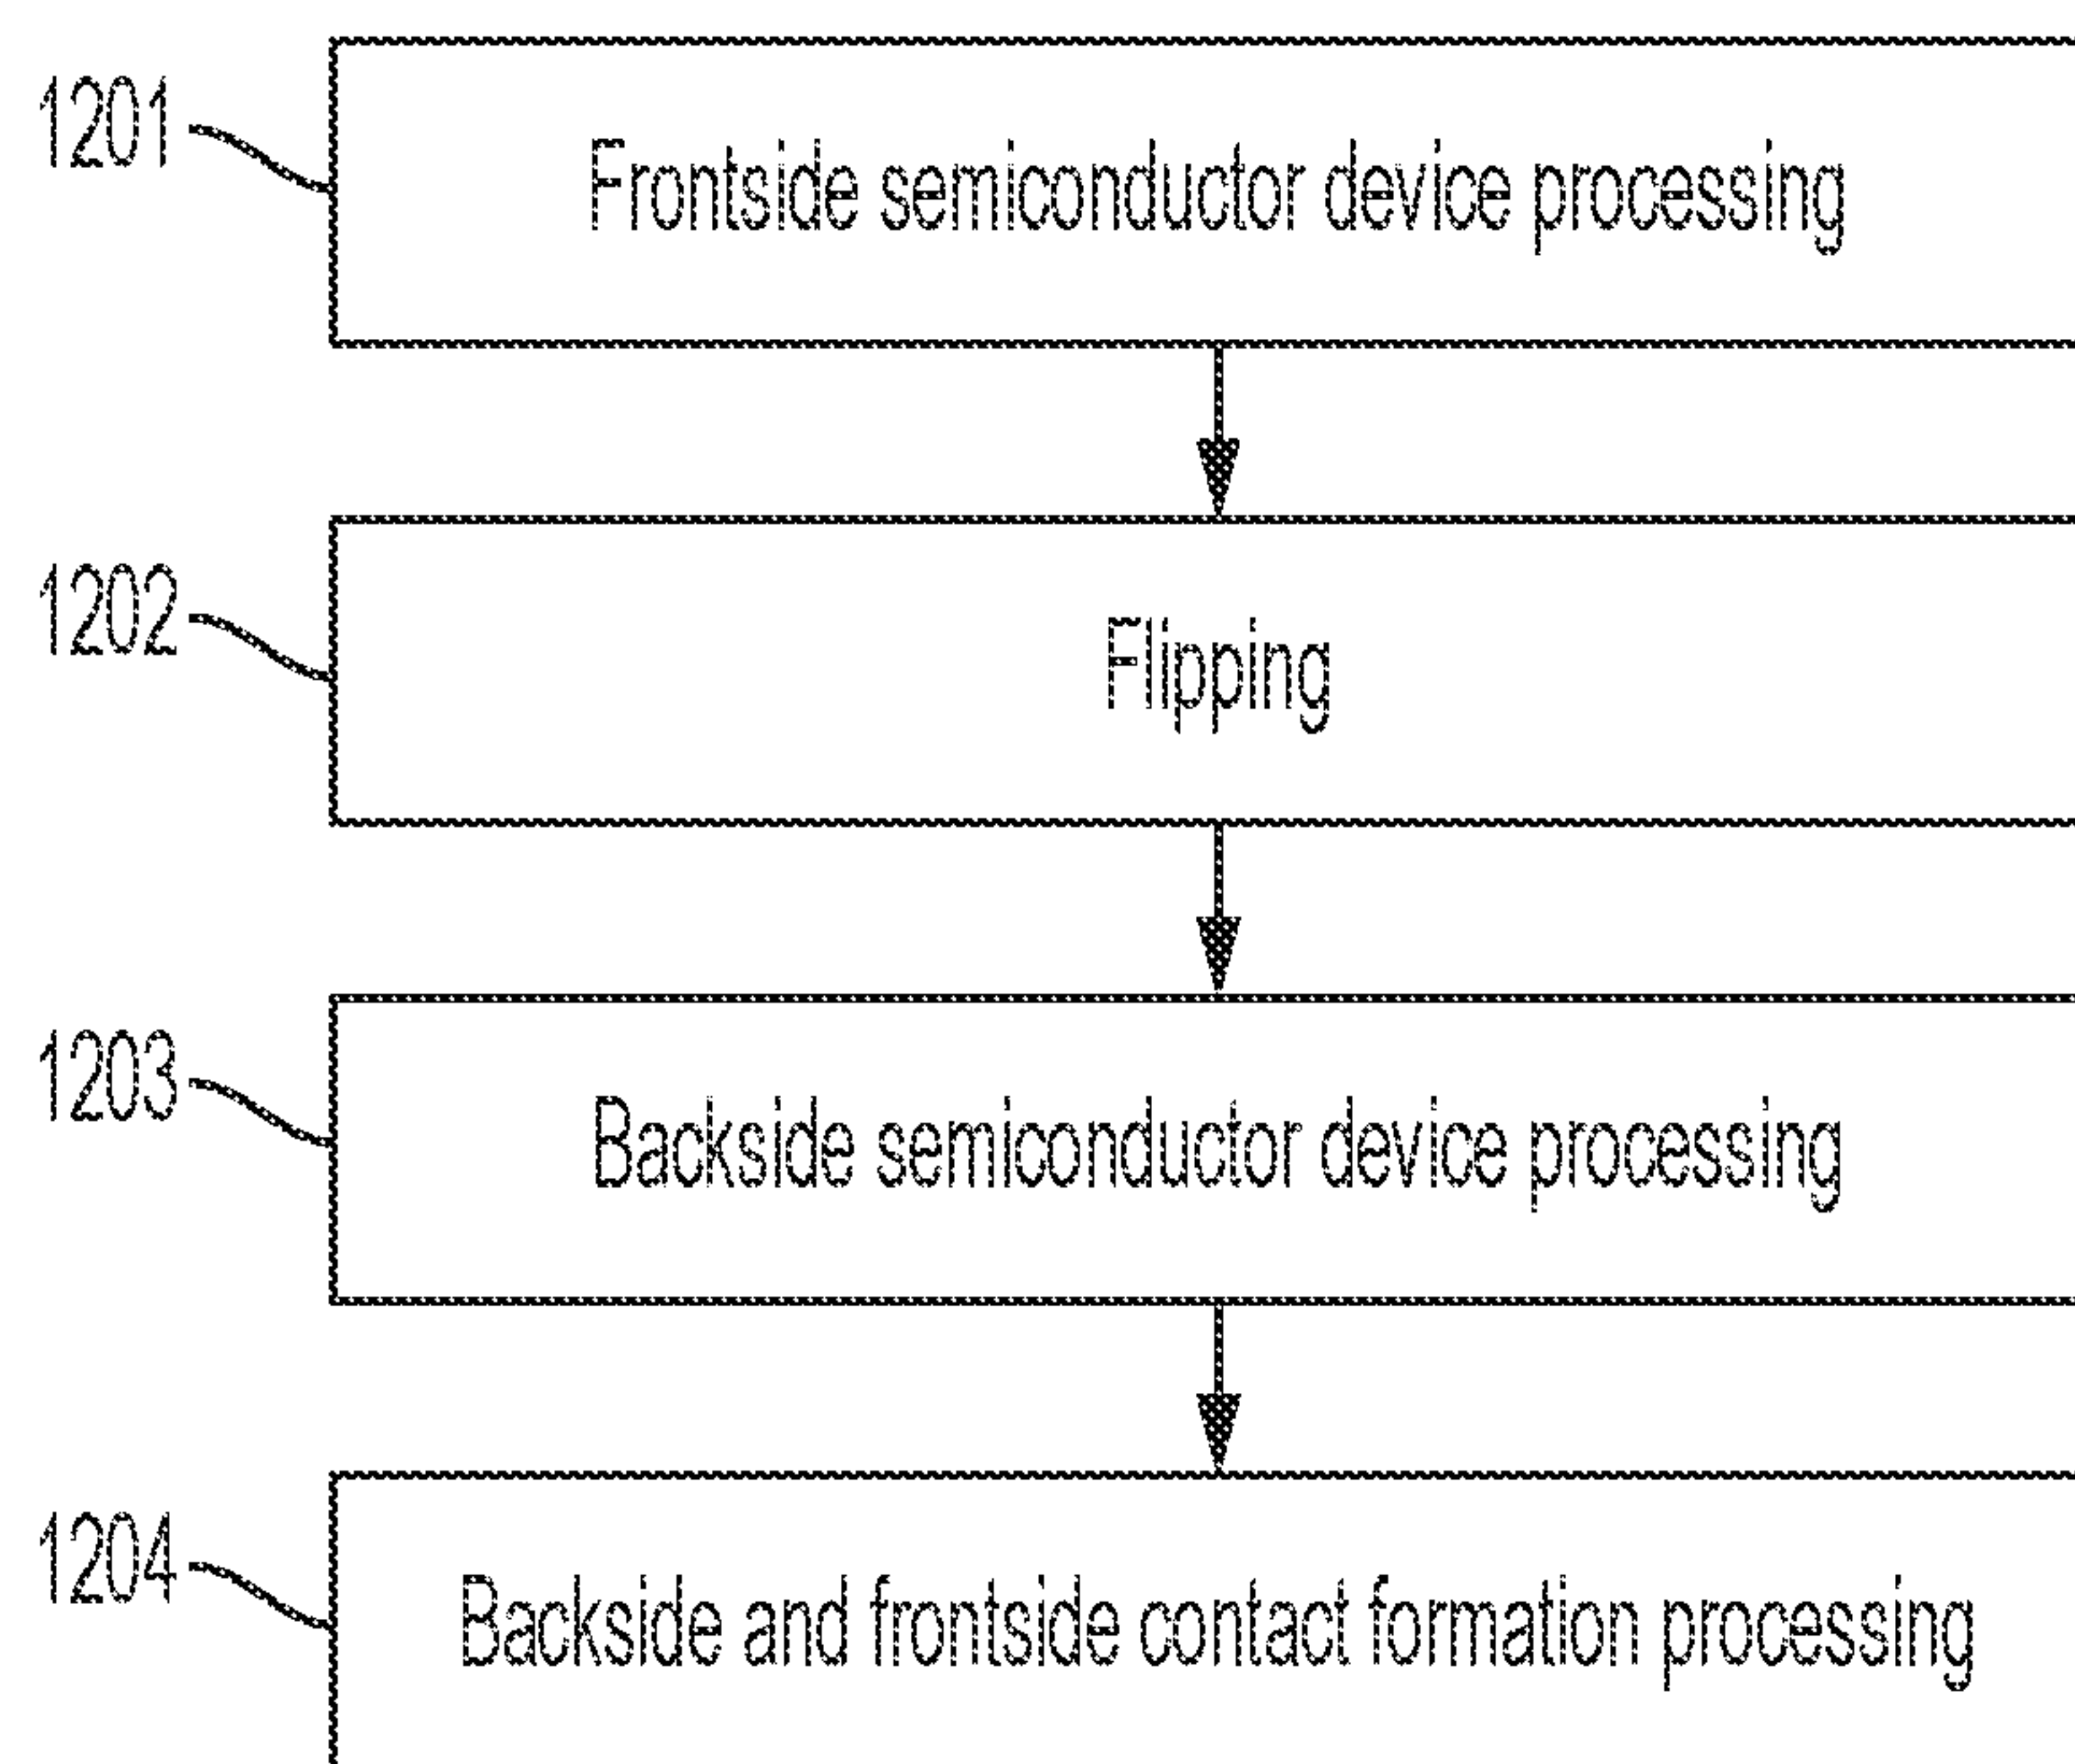 1201
Frontside semiconductor device processing
1202
Flipping
1203
Backside semiconductor device processing
1204
Backside and frontside contact formation processing